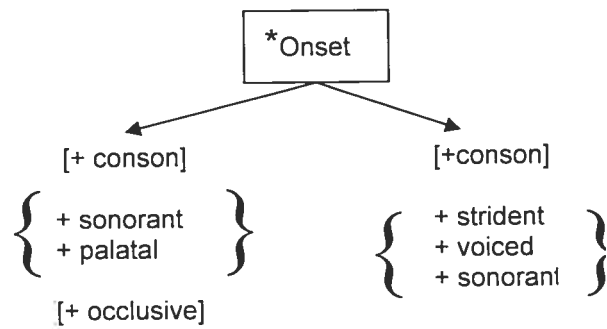 *Onset
[+ conson]
{ + sonorant
+ palatal }
[+ occlusive]
[+conson]
{ + strident
+ voiced
+ sonorant }